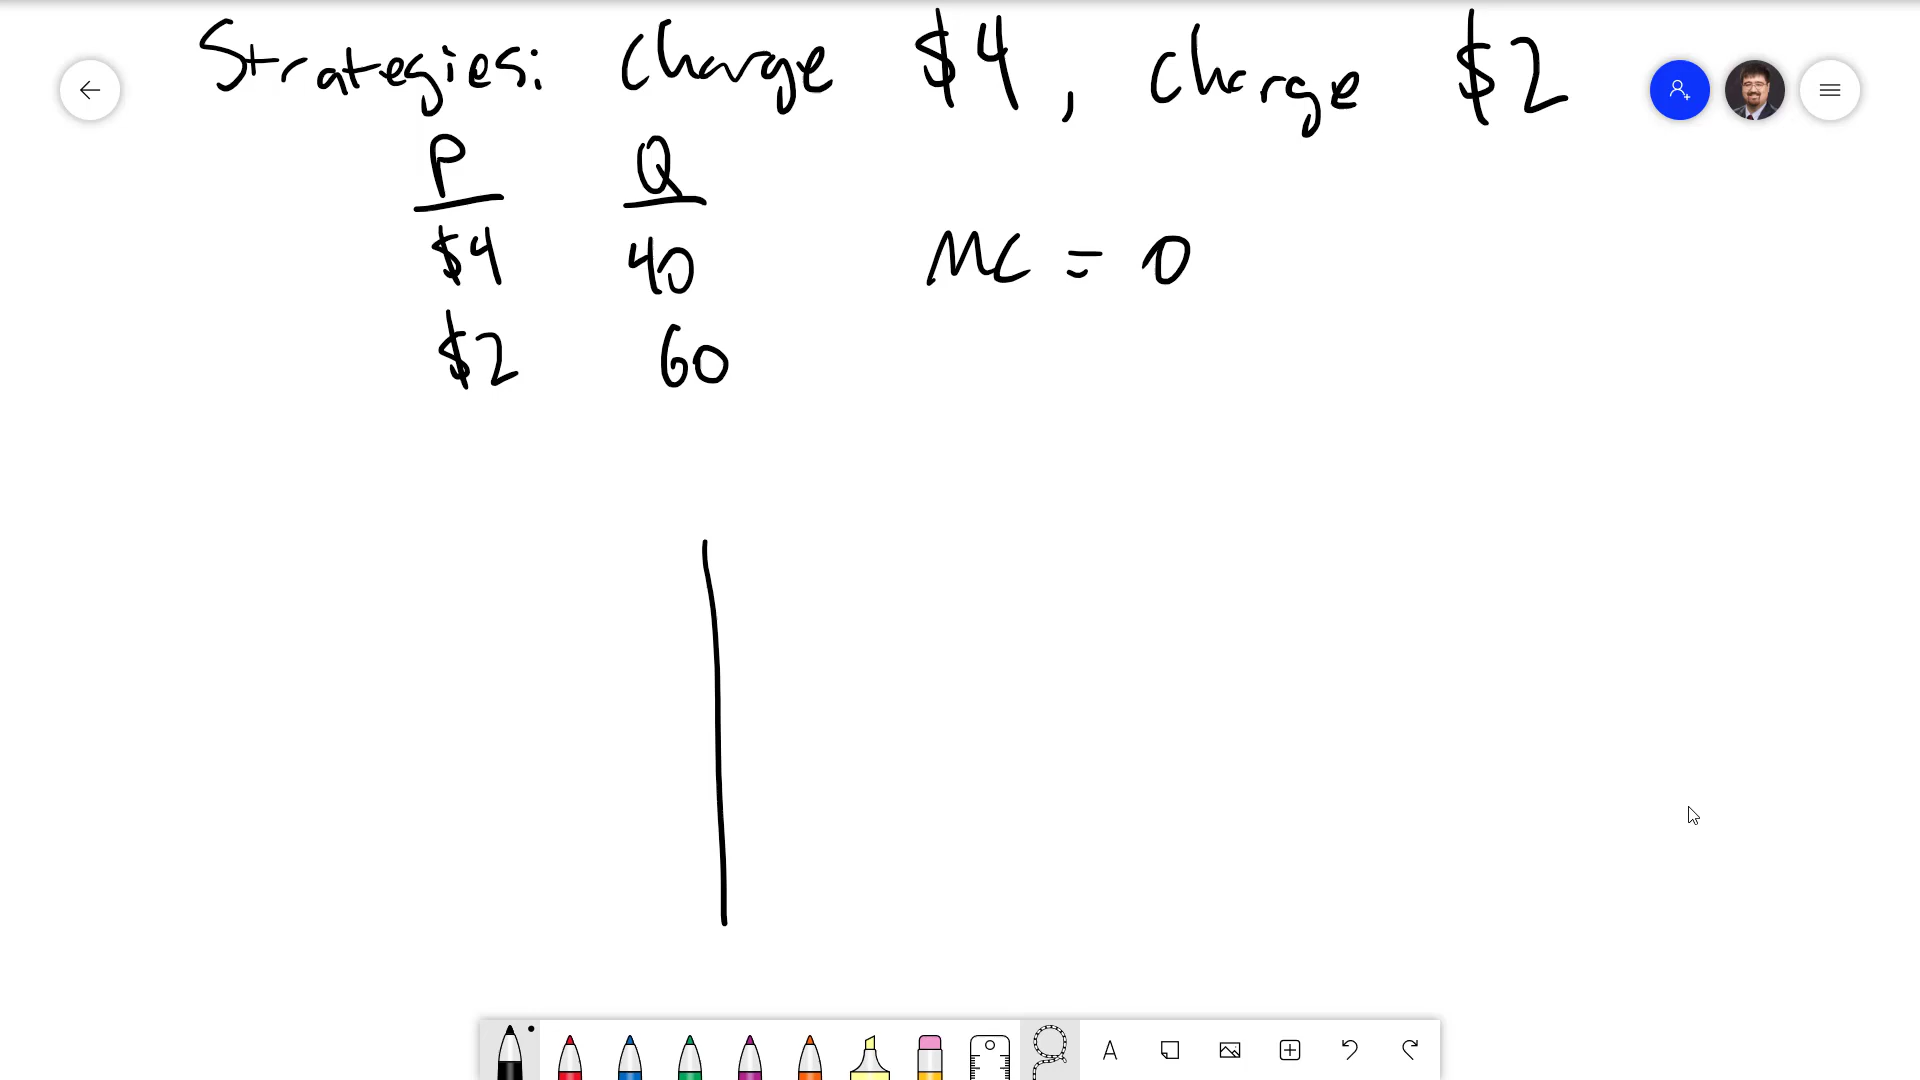 Strategies: charge $4, charge $2
P Q
$4 40 MC = 0
$2 60
A